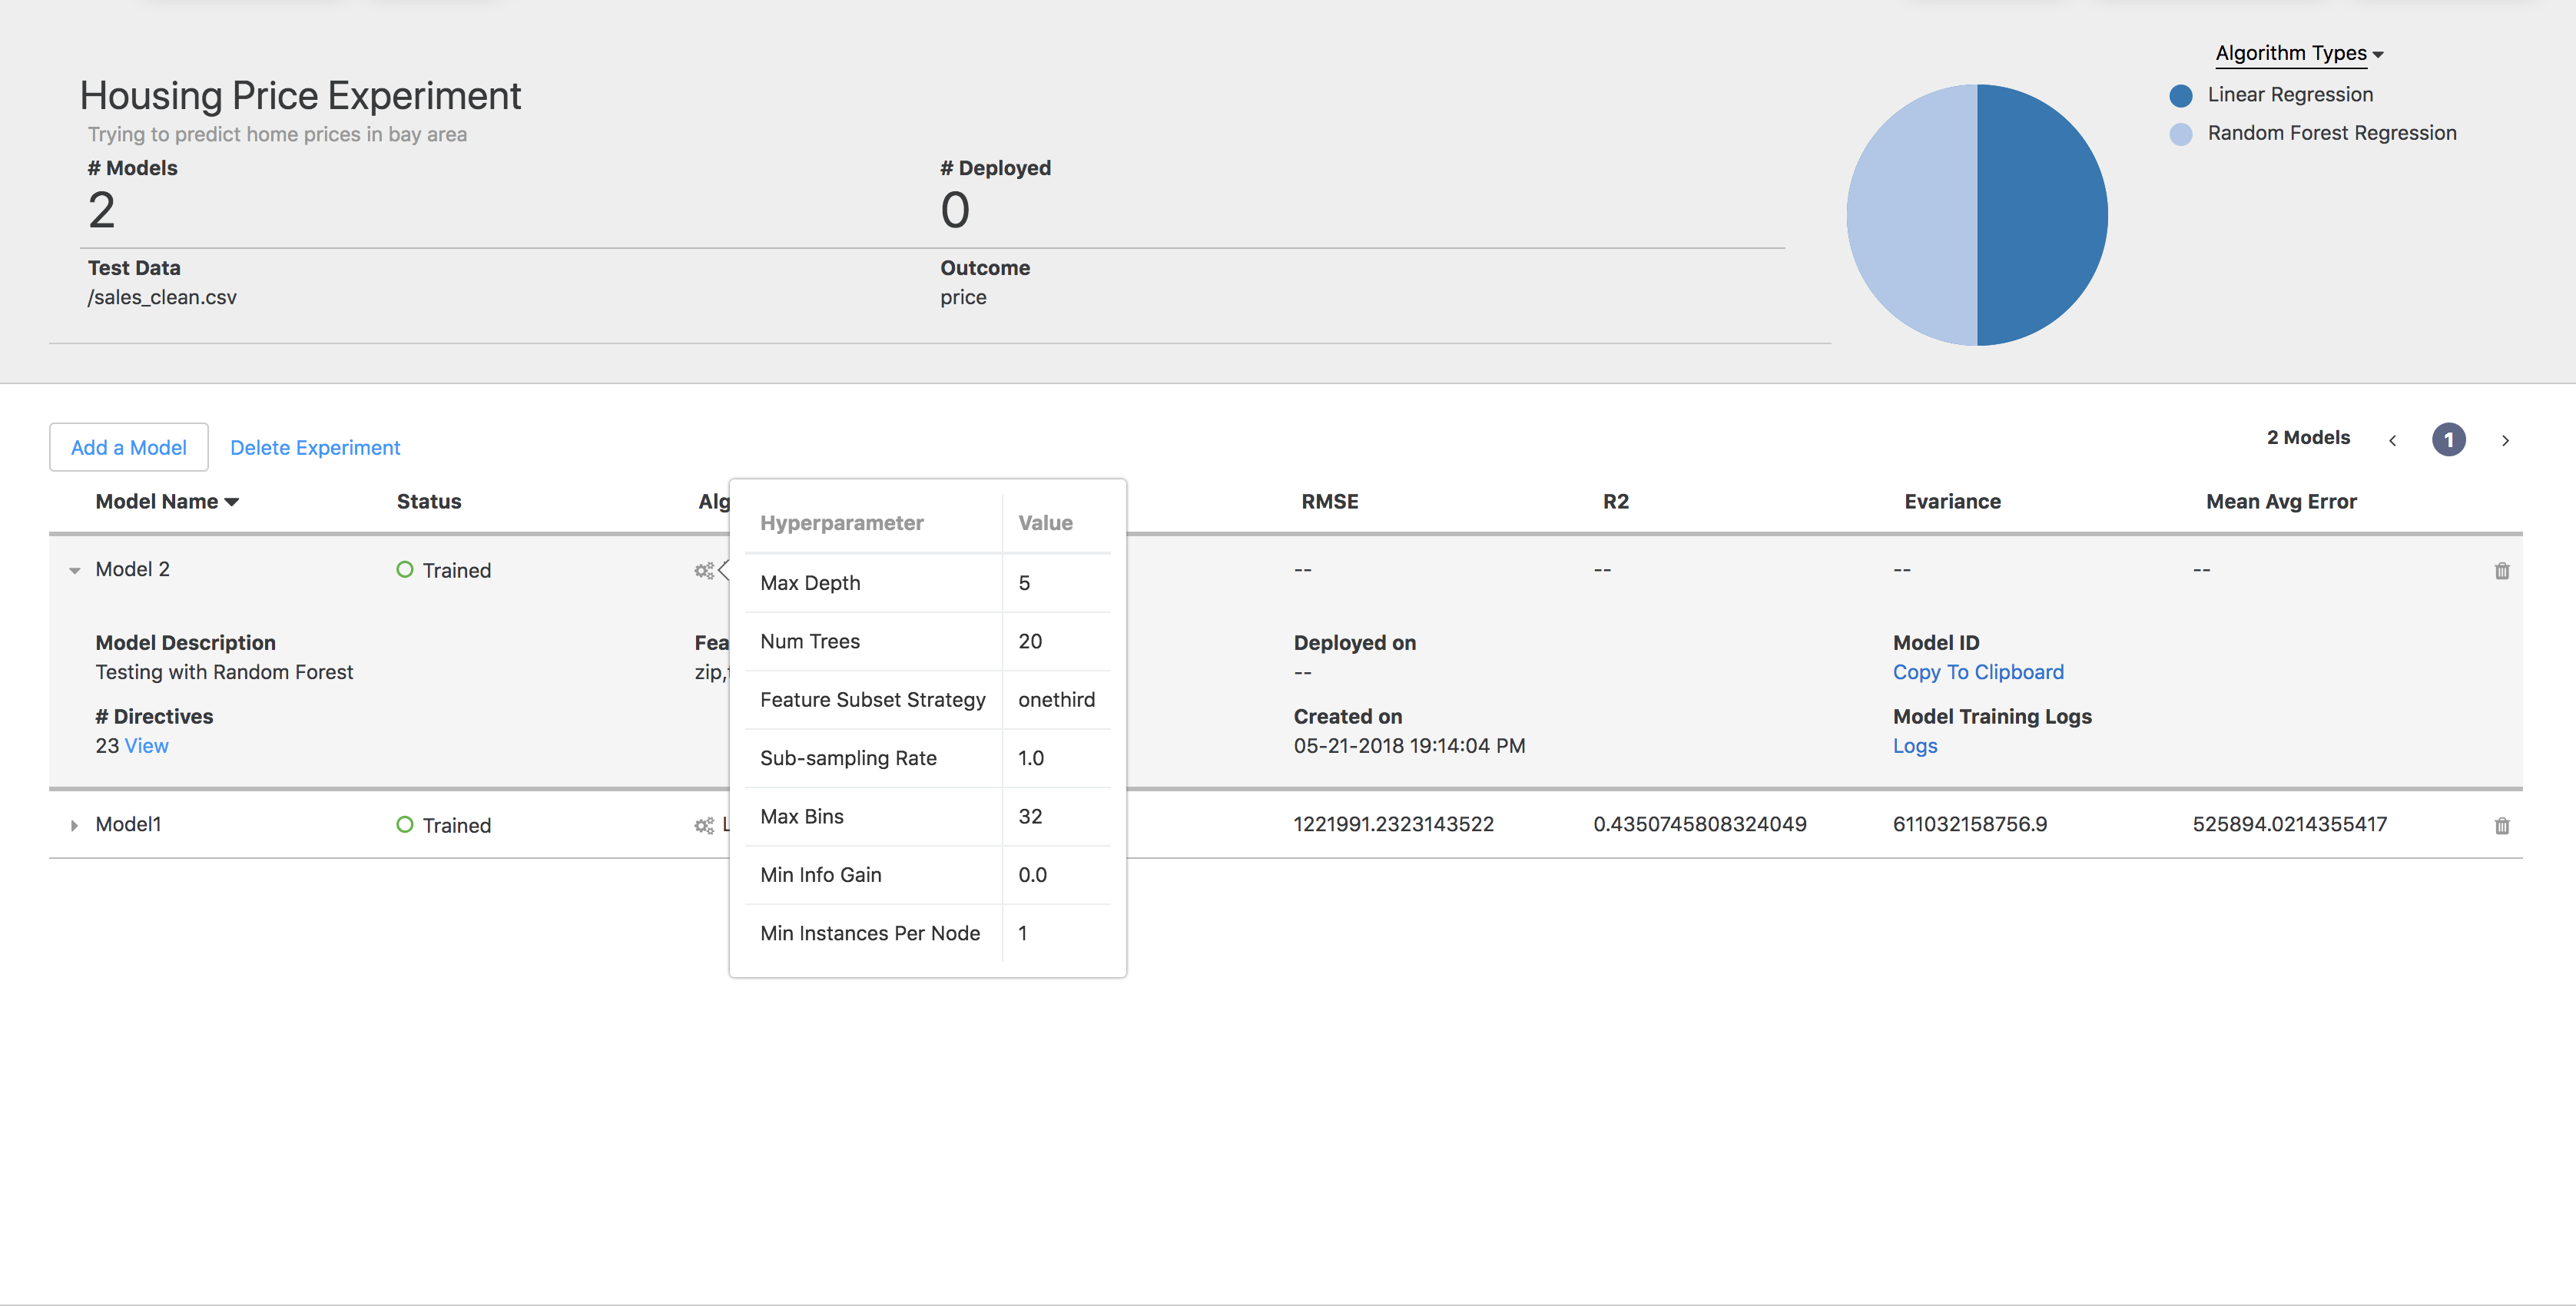 Algorithm Types
Housing Price Experiment
Linear Regression
Trying to predict home prices in bay area
Random Forest Regression
# Models
# Deployed
2
0
Test Data
Outcome
/sales_clean.csv
price
Add a Model
Delete Experiment
2 Models
1
Model Name
Status
Alg
RMSE
R2
Evariance
Mean Avg Error
Hyperparameter
Value
Max Depth
5
Num Trees
20
Feature Subset Strategy
onethird
Sub-sampling Rate
1.0
Max Bins
32
Min Info Gain
0.0
Min Instances Per Node
1
Model 2
Trained
--
--
--
--
Model Description
Testing with Random Forest
Fea
zip,
Deployed on
--
Model ID
Copy To Clipboard
# Directives
23 View
Created on
05-21-2018 19:14:04 PM
Model Training Logs
Logs
Model1
Trained
L
1221991.2323143522
0.4350745808324049
611032158756.9
525894.0214355417